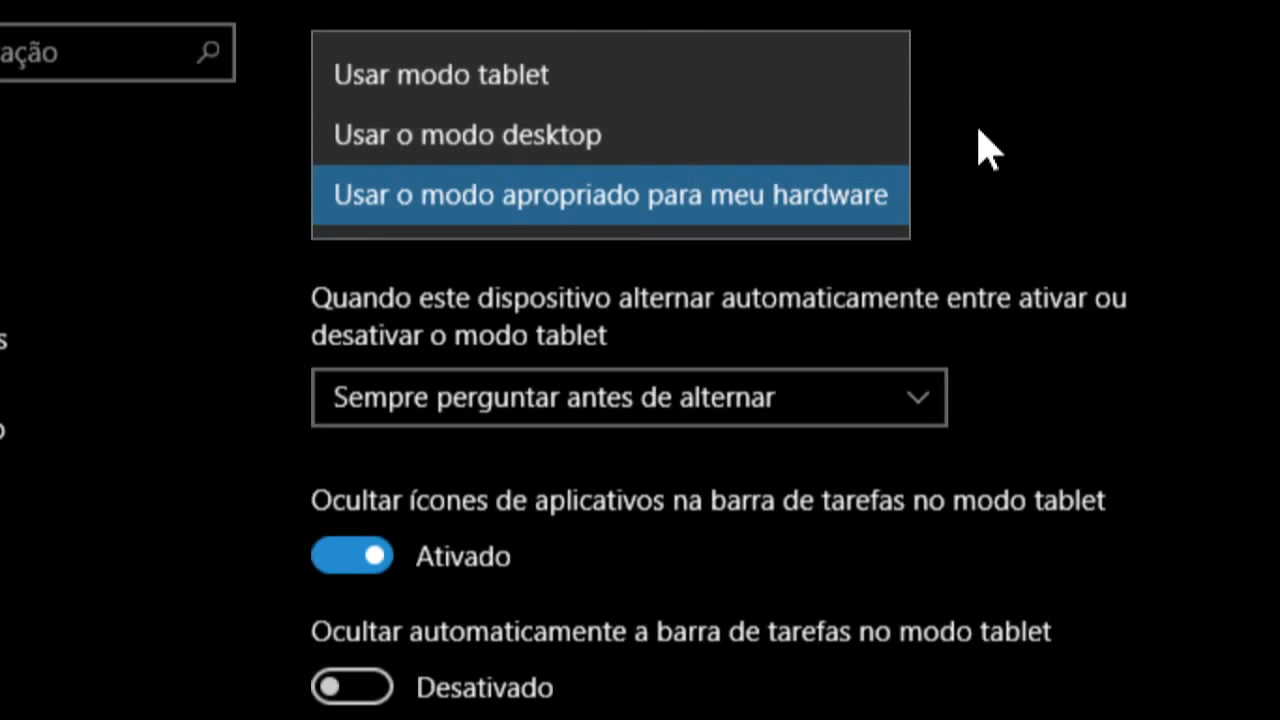 ação
Usar modo tablet
Usar o modo desktop
Usar o modo apropriado para meu hardware
Quando este dispositivo alternar automaticamente entre ativar ou
desativar o modo tablet
s
Sempre perguntar antes de alternar
o
Ocultar ícones de aplicativos na barra de tarefas no modo tablet
Ativado
Ocultar automaticamente a barra de tarefas no modo tablet
Desativado